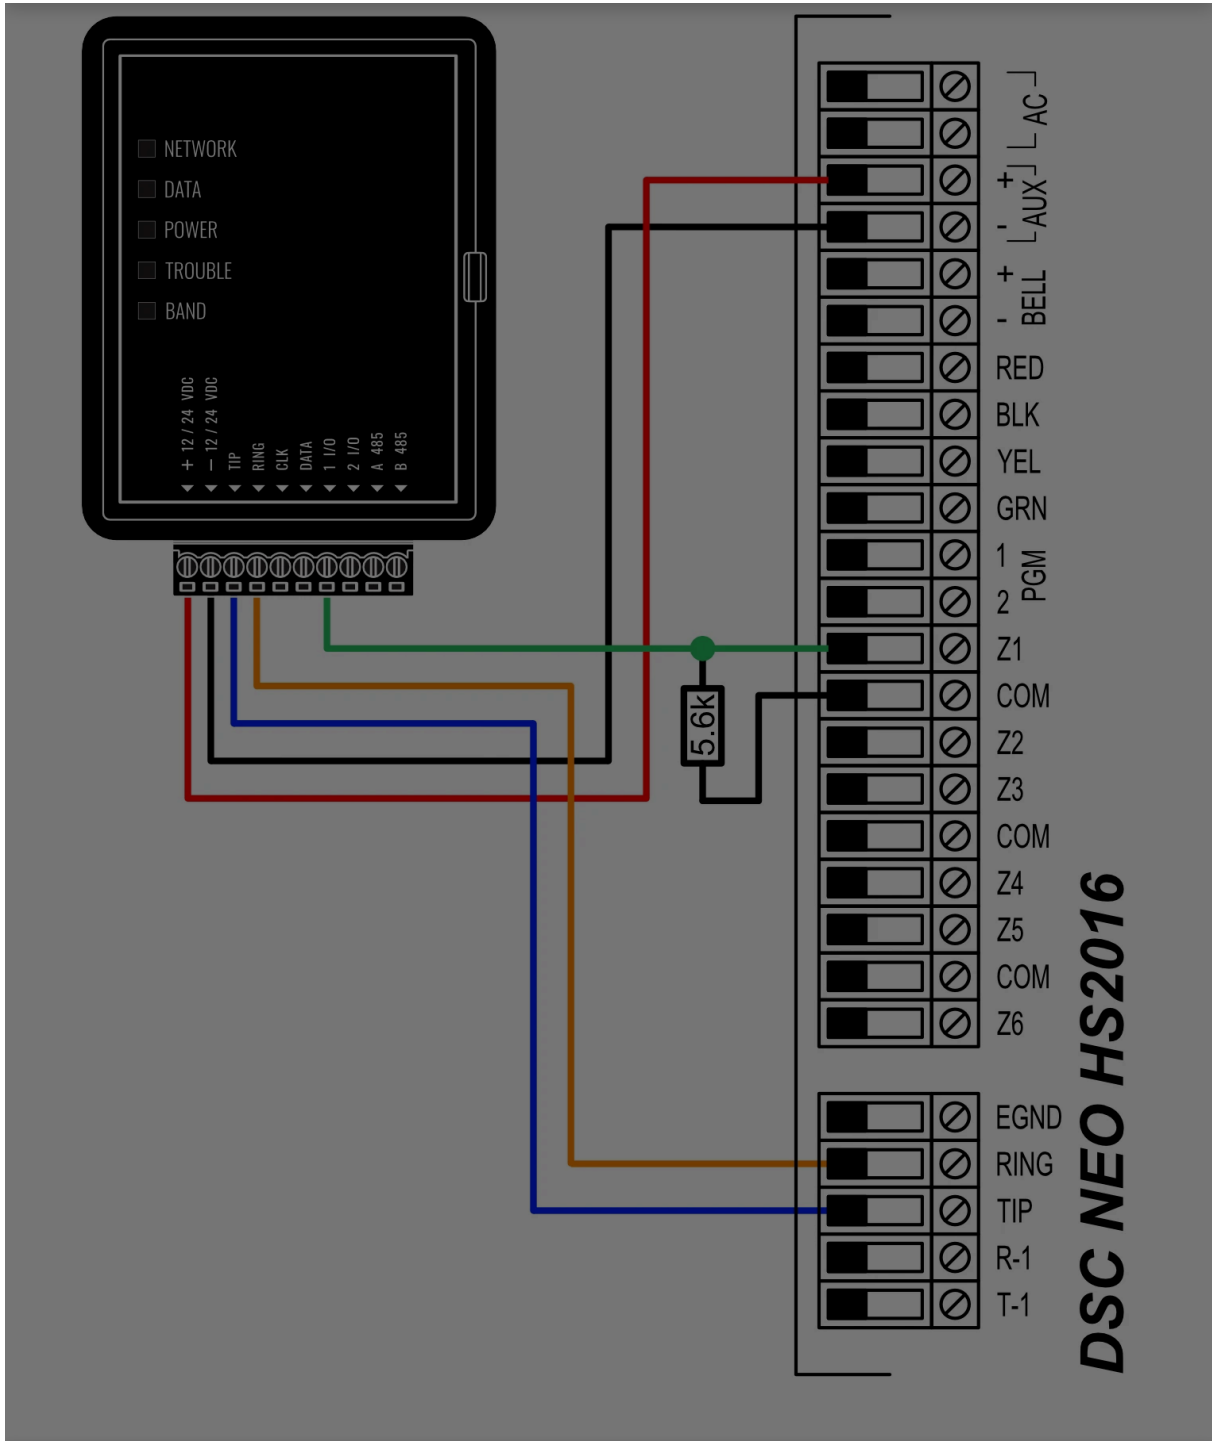 NETWORK
DATA
POWER
TROUBLE
BAND
+ 12 / 24 VDC
– 12 / 24 VDC
TIP
RING
CLK
DATA
1 I/O
2 I/O
A 485
B 485
5.6k
AC
+
-
AUX
+
-
BELL
RED
BLK
YEL
GRN
1
2
PGM
Z1
COM
Z2
Z3
COM
Z4
Z5
COM
Z6
EGND
RING
TIP
R-1
T-1
DSC NEO HS2016